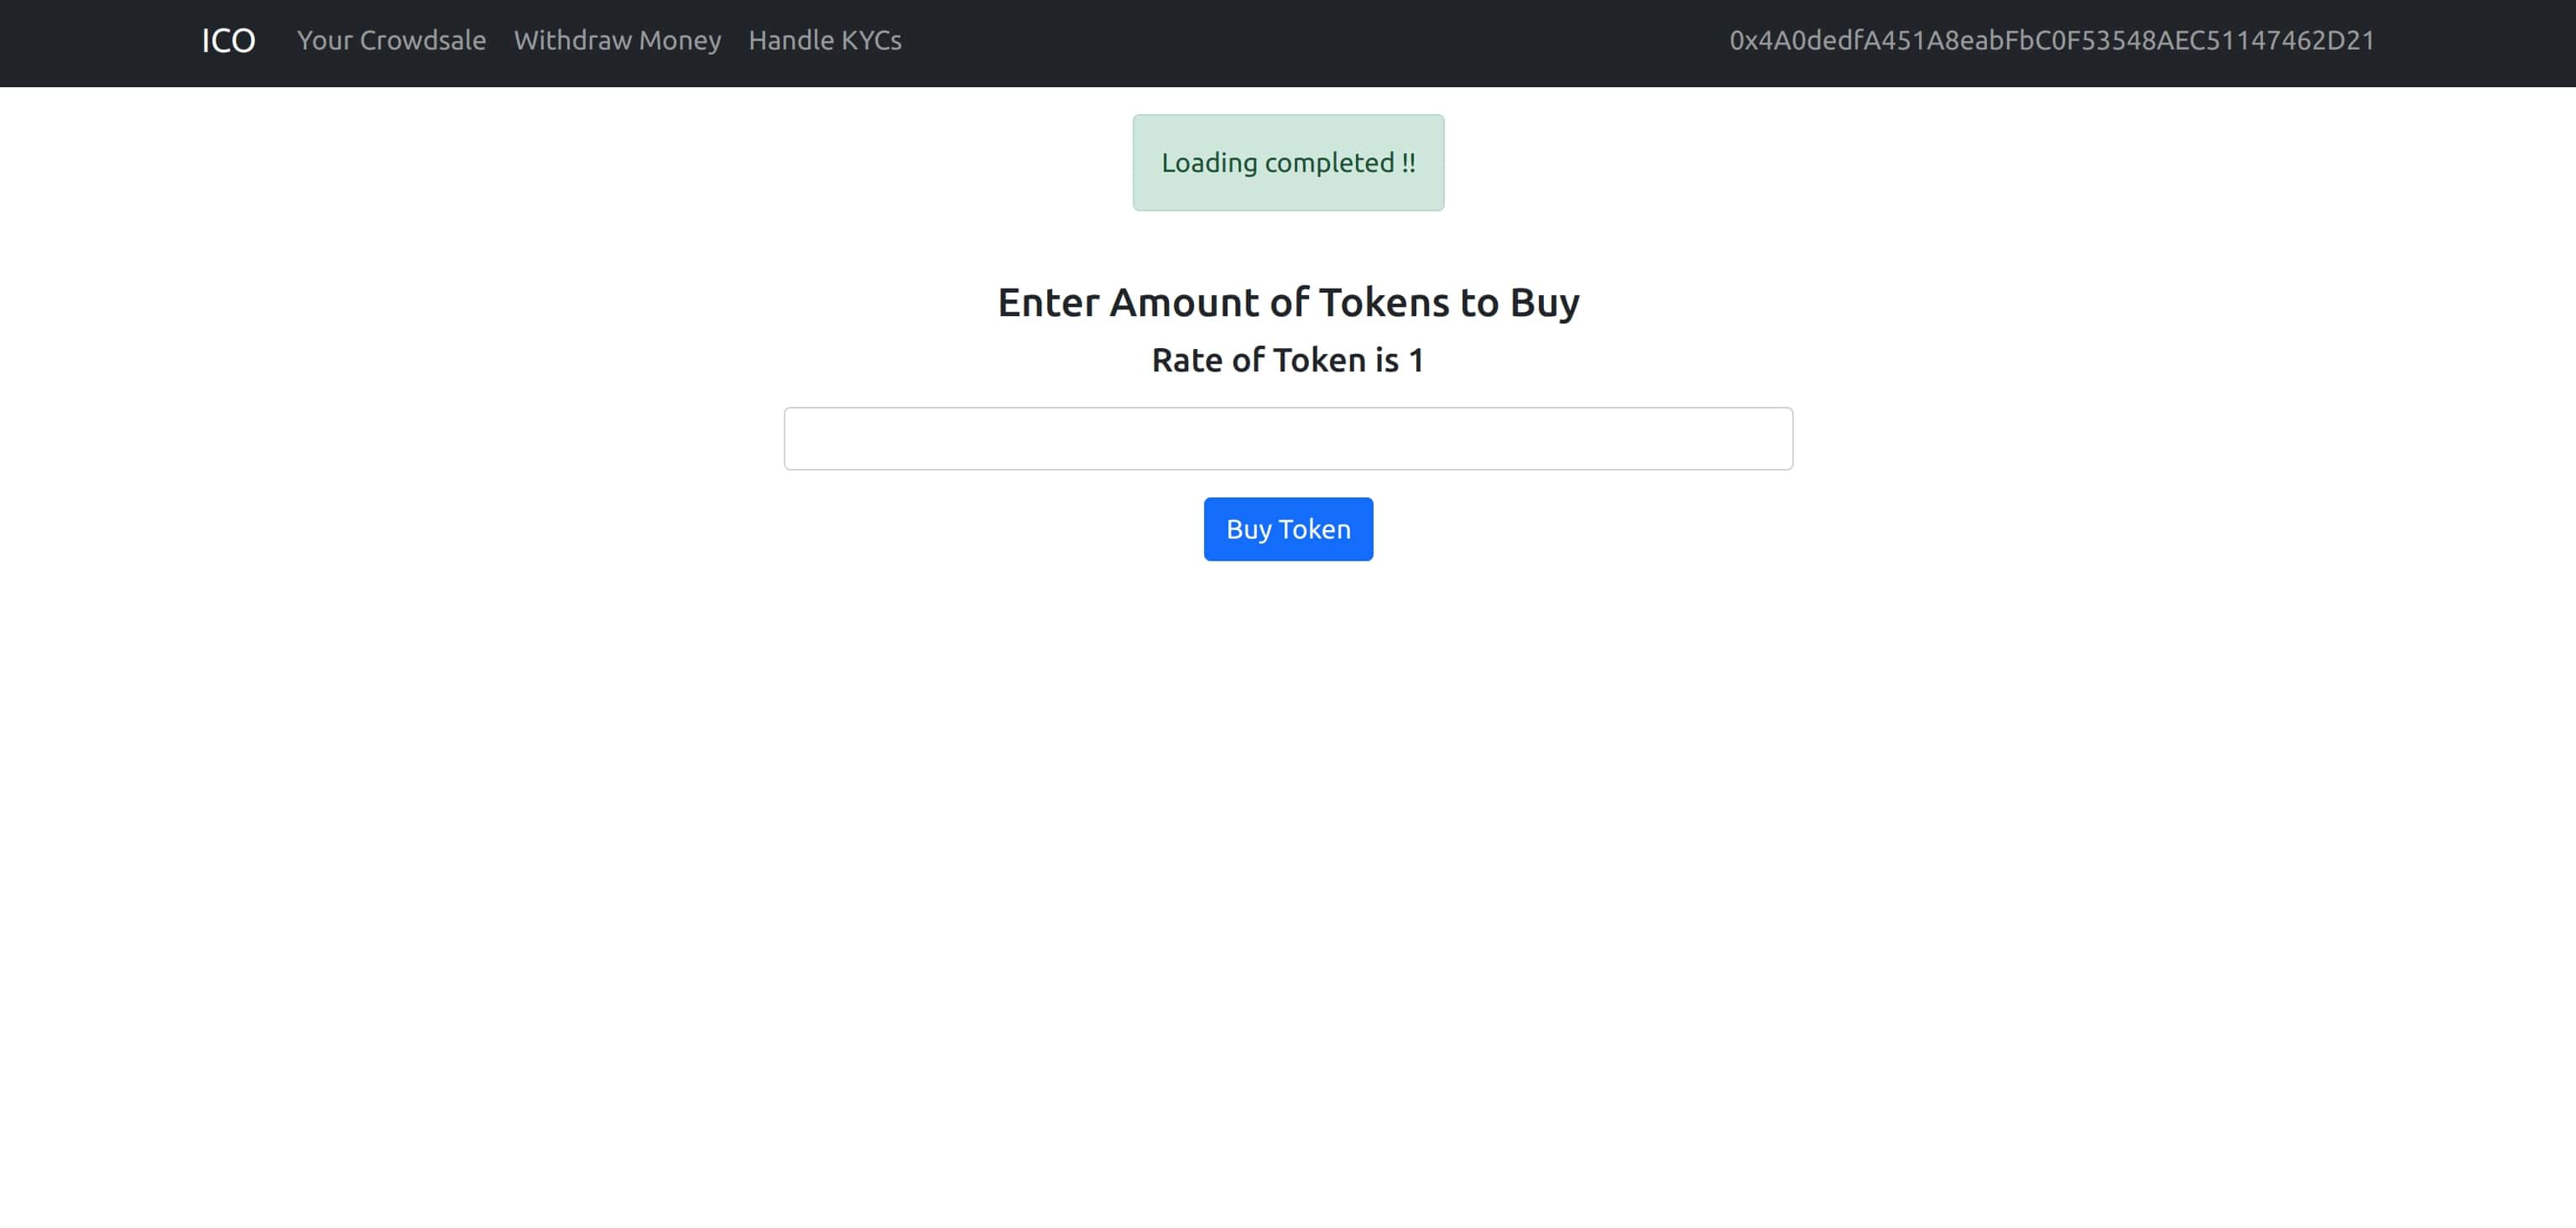 ICO Your Crowdsale Withdraw Money Handle KYCs 0x4A0dedfA451A8eabFbC0F53548AEC51147462D21
Loading completed !!
Enter Amount of Tokens to Buy
Rate of Token is 1
Buy Token